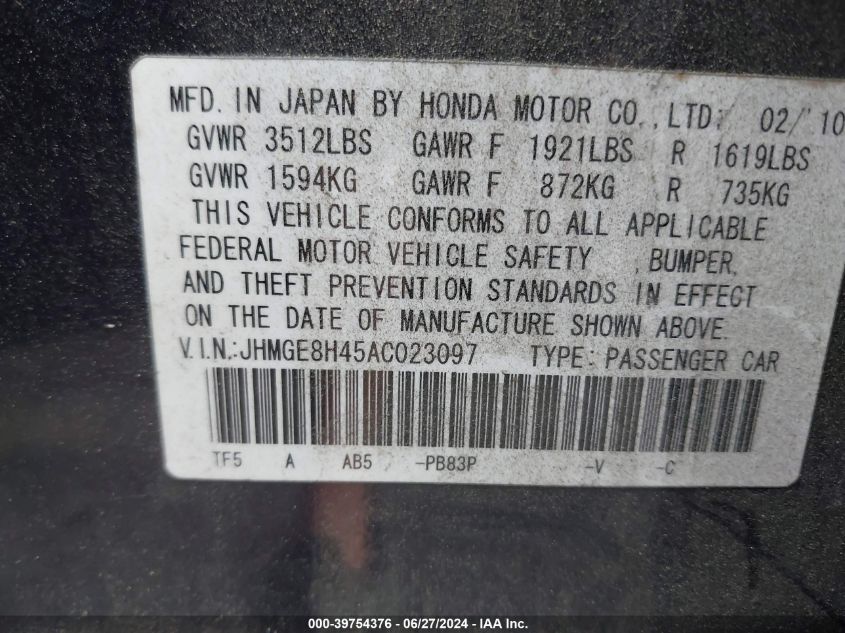 MFD. IN JAPAN BY HONDA MOTOR CO., LTD. 02/10
GVWR 3512LBS GAWR F 1921LBS R 1619LBS
GVWR 1594KG GAWR F 872KG R 735KG
THIS VEHICLE CONFORMS TO ALL APPLICABLE
FEDERAL MOTOR VEHICLE SAFETY , BUMPER,
AND THEFT PREVENTION STANDARDS IN EFFECT
ON THE DATE OF MANUFACTURE SHOWN ABOVE.
V.I.N.:JHMGE8H45AC023097 TYPE: PASSENGER CAR
TF5 A AB5 -PB83P -V -C
000-39754376 - 06/27/2024 - IAA Inc.